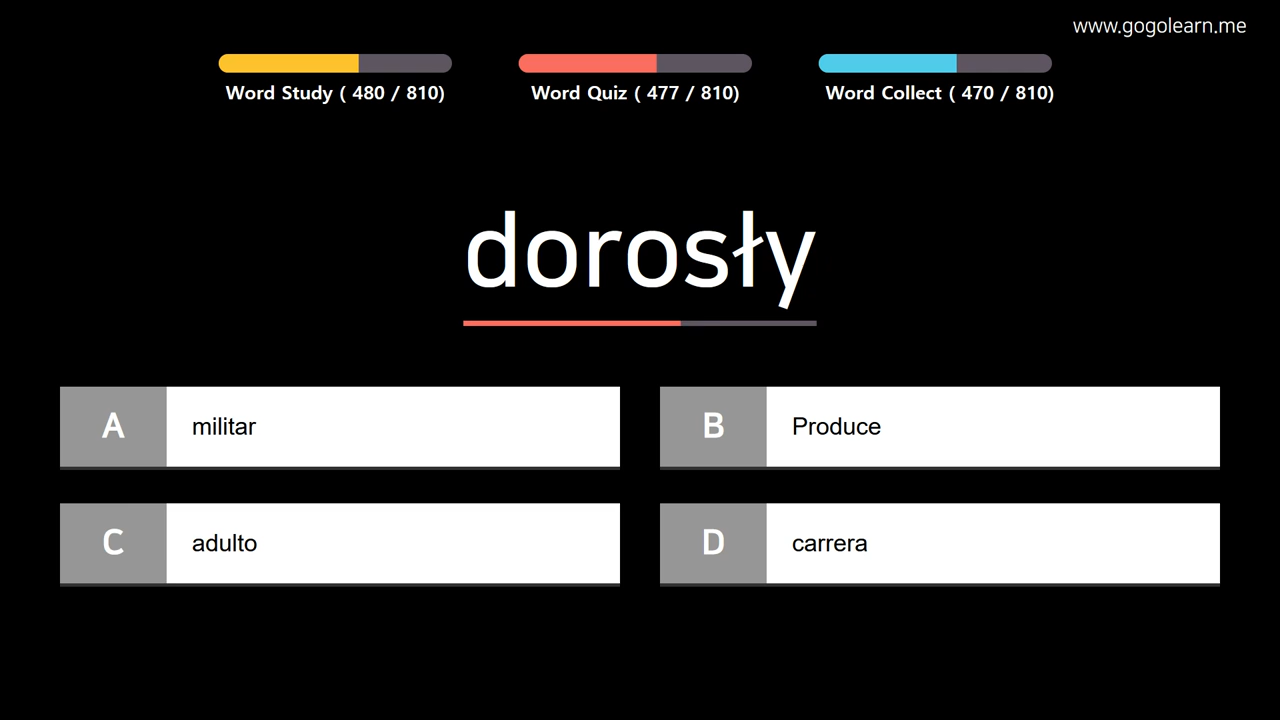 www.gogolearn.me
Word Study ( 480 / 810)
Word Quiz ( 477 / 810)
Word Collect ( 470 / 810)
dorosły
A militar
B Produce
C adulto
D carrera